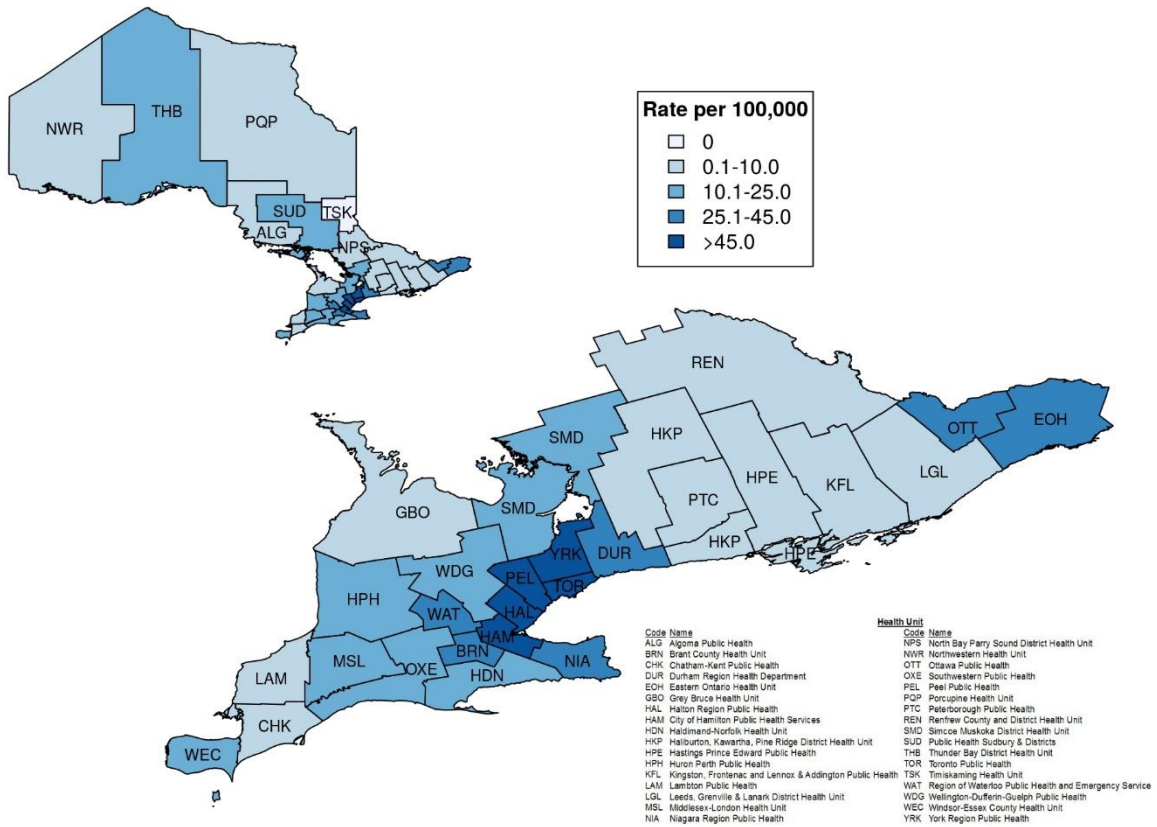 NWR
THB
PQP
SUD
TSK
ALG
NPS
Rate per 100,000
0
0.1-10.0
10.1-25.0
25.1-45.0
>45.0
REN
SMD
HKP
OTT
EOH
HPE
LGL
KFL
PTC
GBO
SMD
HKP
HPE
YRK
DUR
WDG
PEL
TOR
HPH
WAT
HAL
HAM
BRN
NIA
MSL
OXE
HDN
LAM
CHK
WEC
Health Unit
Code Name
ALG Algoma Public Health
BRN Brant County Health Unit
CHK Chatham-Kent Public Health
DUR Durham Region Health Department
EOH Eastern Ontario Health Unit
GBO Grey Bruce Health Unit
HAL Halton Region Public Health
HAM City of Hamilton Public Health Services
HDN Haldimand-Norfolk Health Unit
HKP Haliburton, Kawartha, Pine Ridge District Health Unit
HPE Hastings Prince Edward Public Health
HPH Huron Perth Public Health
KFL Kingston, Frontenac and Lennox & Addington Public Health
LAM Lambton Public Health
LGL Leeds, Grenville & Lanark District Health Unit
MSL Middlesex-London Health Unit
NIA Niagara Region Public Health
Code Name
NPS North Bay Parry Sound District Health Unit
NWR Northwestern Health Unit
OTT Ottawa Public Health
OXE Southwestern Public Health
PEL Peel Public Health
PQP Porcupine Health Unit
PTC Peterborough Public Health
REN Renfrew County and District Health Unit
SMD Simcoe Muskoka District Health Unit
SUD Public Health Sudbury & Districts
THB Thunder Bay District Health Unit
TOR Toronto Public Health
TSK Timiskaming Health Unit
WAT Region of Waterloo Public Health and Emergency Service
WDG Wellington-Dufferin-Guelph Public Health
WEC Windsor-Essex County Health Unit
YRK York Region Public Health